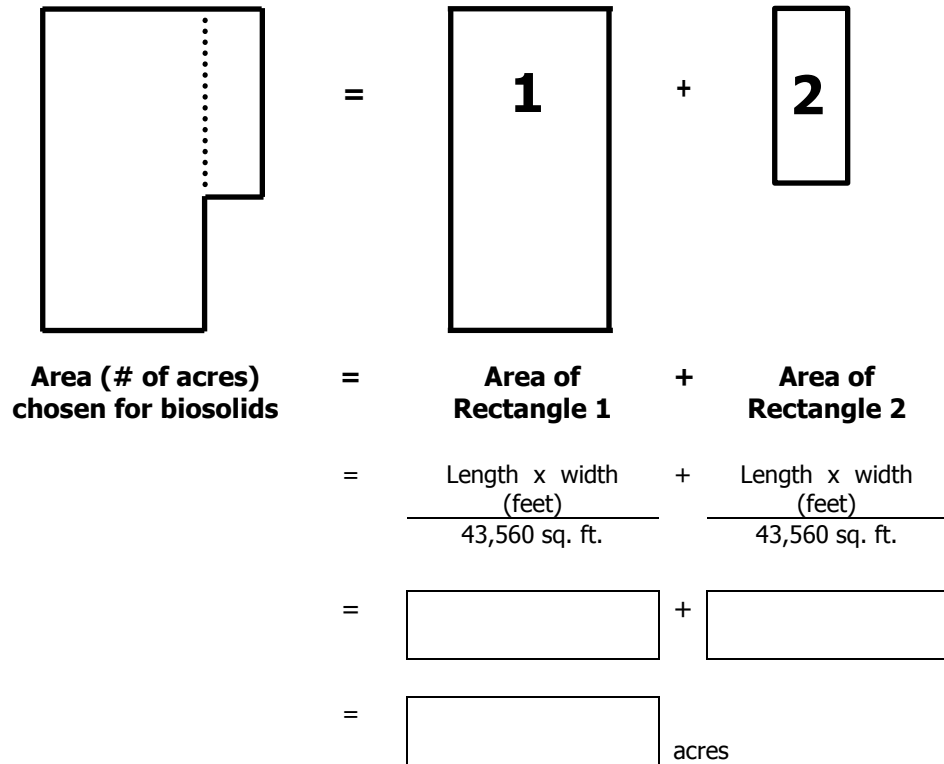 = 1 + 2
Area (# of acres) = Area of + Area of
chosen for biosolids Rectangle 1 Rectangle 2
= Length x width + Length x width
(feet) (feet)
43,560 sq. ft. 43,560 sq. ft.
= +
=
acres